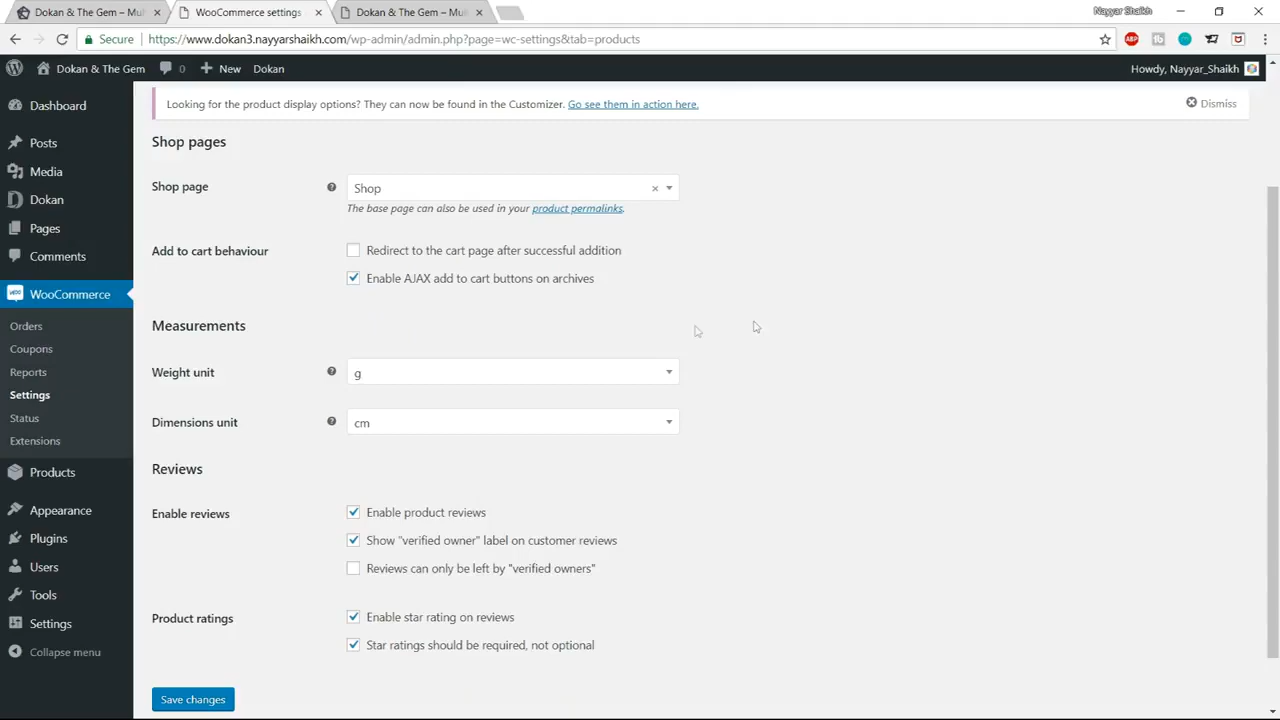 Dokan & The Gem – Mul
WooCommerce settings
Dokan & The Gem – Mul
Nayyar Shaikh
Secure
https://www.dokan3.nayyarshaikh.com/wp-admin/admin.php?page=wc-settings&tab=products
ABP
Dokan & The Gem
0
New
Dokan
Howdy, Nayyar_Shaikh
Dashboard
Posts
Media
Dokan
Pages
Comments
WooCommerce
Orders
Coupons
Reports
Settings
Status
Extensions
Products
Appearance
Plugins
Users
Tools
Settings
Collapse menu
Looking for the product display options? They can now be found in the Customizer. Go see them in action here.
Dismiss
Shop pages
Shop page
Shop
The base page can also be used in your product permalinks.
Add to cart behaviour
Redirect to the cart page after successful addition
Enable AJAX add to cart buttons on archives
Measurements
Weight unit
g
Dimensions unit
cm
Reviews
Enable reviews
Enable product reviews
Show "verified owner" label on customer reviews
Reviews can only be left by "verified owners"
Product ratings
Enable star rating on reviews
Star ratings should be required, not optional
Save changes